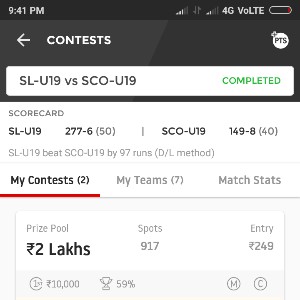 9:41 PM 4G VoLTE
CONTESTS PTS
SL-U19 vs SCO-U19 COMPLETED
SCORECARD
SL-U19 277-6 (50) | SCO-U19 149-8 (40)
SL-U19 beat SCO-U19 by 97 runs (D/L method)
My Contests (2) My Teams (7) Match Stats
Prize Pool Spots Entry
₹2 Lakhs 917 ₹249
1st ₹10,000 59% M C